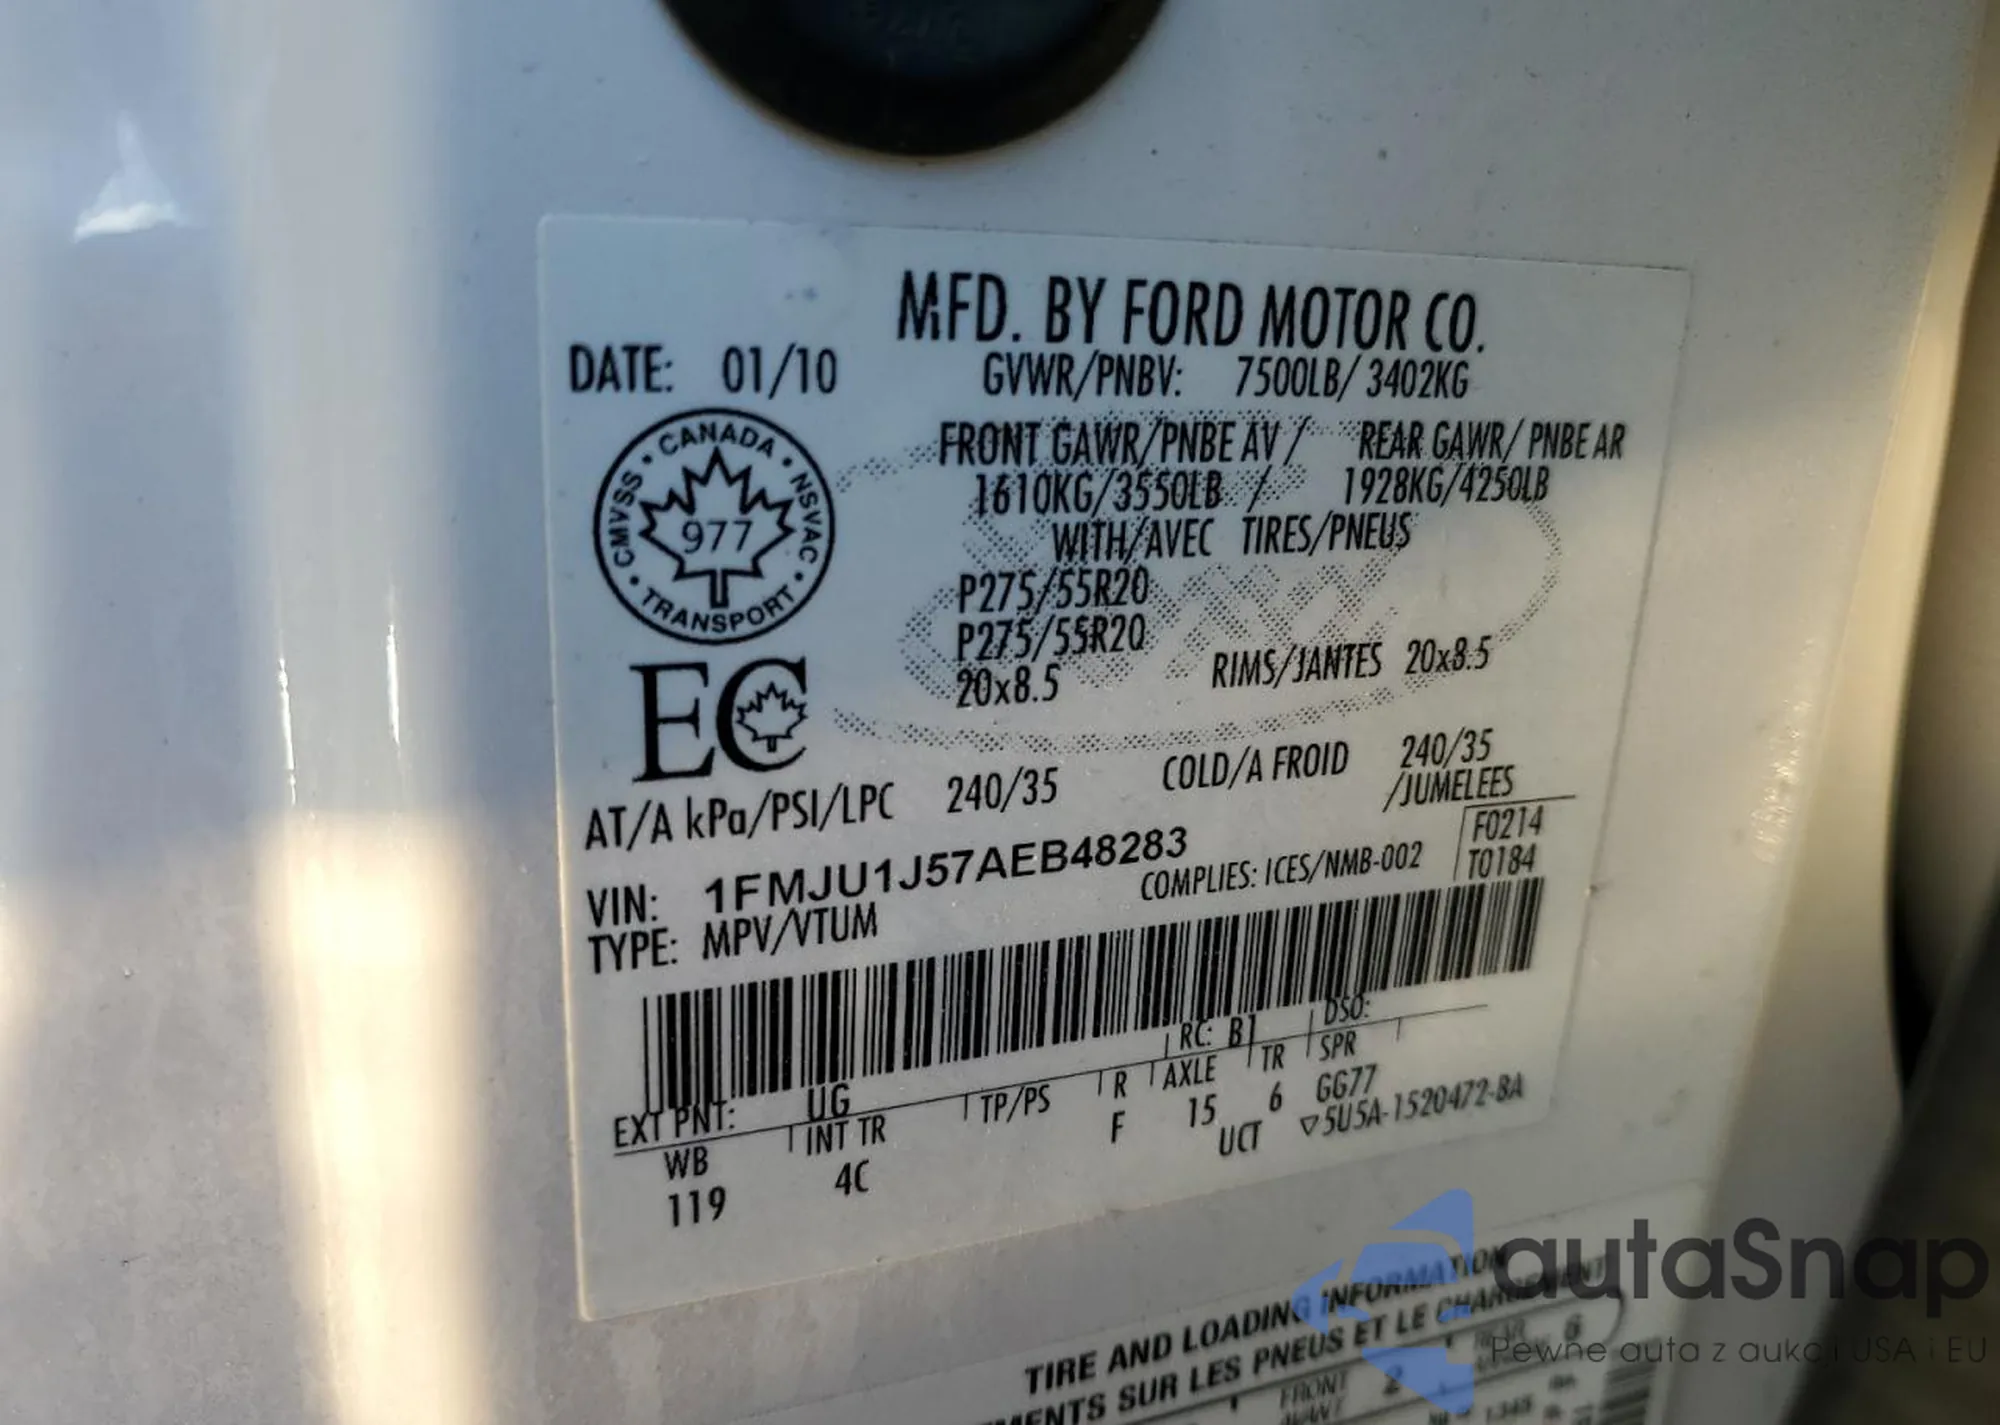 MFD. BY FORD MOTOR CO.
DATE: 01/10
GVWR/PNBV: 7500LB/ 3402KG
FRONT GAWR/PNBE AV / REAR GAWR/ PNBE AR
1610KG/3550LB / 1928KG/4250LB
WITH/AVEC TIRES/PNEUS
P275/55R20
P275/55R20
20x8.5 RIMS/JANTES 20x8.5
CANADA · NSVAC · TRANSPORT · CMVSS ·
977
EC
AT/A kPa/PSI/LPC 240/35 COLD/A FROID 240/35
/JUMELEES
VIN: 1FMJU1J57AEB48283
F0214
TYPE: MPV/VTUM COMPLIES: ICES/NMB-002 T0184
RC: B1 DSO:
EXT PNT: UG
WB INT TR TP/PS R AXLE TR SPR
119 4C F 15 6 GG77
UCT ▽5U5A-1520472-BA
TIRE AND LOADING INFORMATION
SUR LES PNEUS ET LE CHARGEMENT
FRONT 2
autaSnap
Pewne auta z aukcji USA i EU